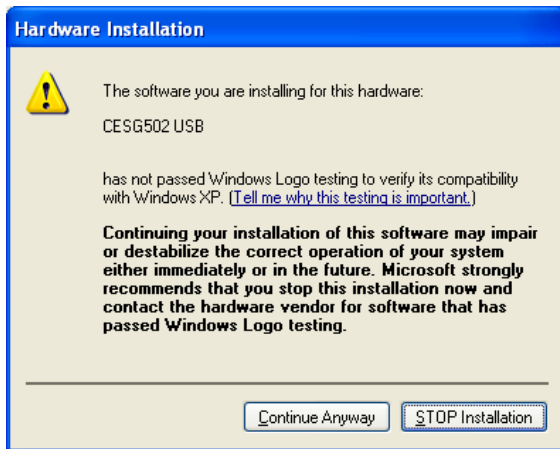 Hardware Installation
The software you are installing for this hardware:
CESG502 USB
has not passed Windows Logo testing to verify its compatibility
with Windows XP. (Tell me why this testing is important.)
Continuing your installation of this software may impair
or destabilize the correct operation of your system
either immediately or in the future. Microsoft strongly
recommends that you stop this installation now and
contact the hardware vendor for software that has
passed Windows Logo testing.
Continue Anyway
STOP Installation